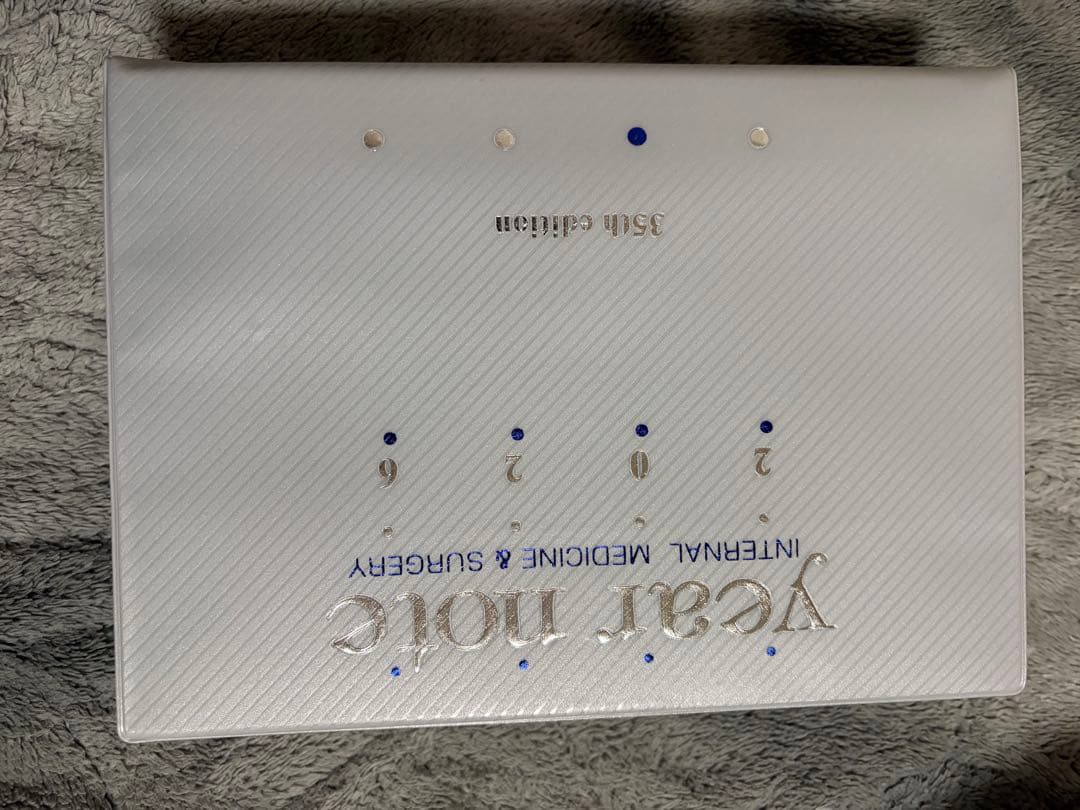 year note
INTERNAL MEDICINE & SURGERY
2 0 2 6
35th edition